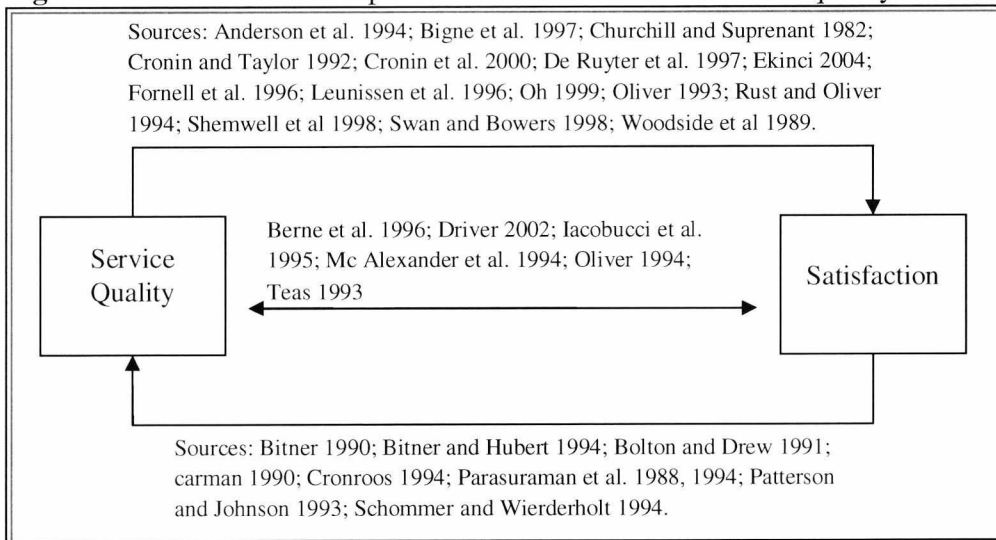 Sources: Anderson et al. 1994; Bigne et al. 1997; Churchill and Suprenant 1982;
Cronin and Taylor 1992; Cronin et al. 2000; De Ruyter et al. 1997; Ekinci 2004;
Fornell et al. 1996; Leunissen et al. 1996; Oh 1999; Oliver 1993; Rust and Oliver
1994; Shemwell et al 1998; Swan and Bowers 1998; Woodside et al 1989.
Service
Quality
Berne et al. 1996; Driver 2002; Iacobucci et al.
1995; Mc Alexander et al. 1994; Oliver 1994;
Teas 1993
Satisfaction
Sources: Bitner 1990; Bitner and Hubert 1994; Bolton and Drew 1991;
carman 1990; Cronroos 1994; Parasuraman et al. 1988, 1994; Patterson
and Johnson 1993; Schommer and Wierderholt 1994.